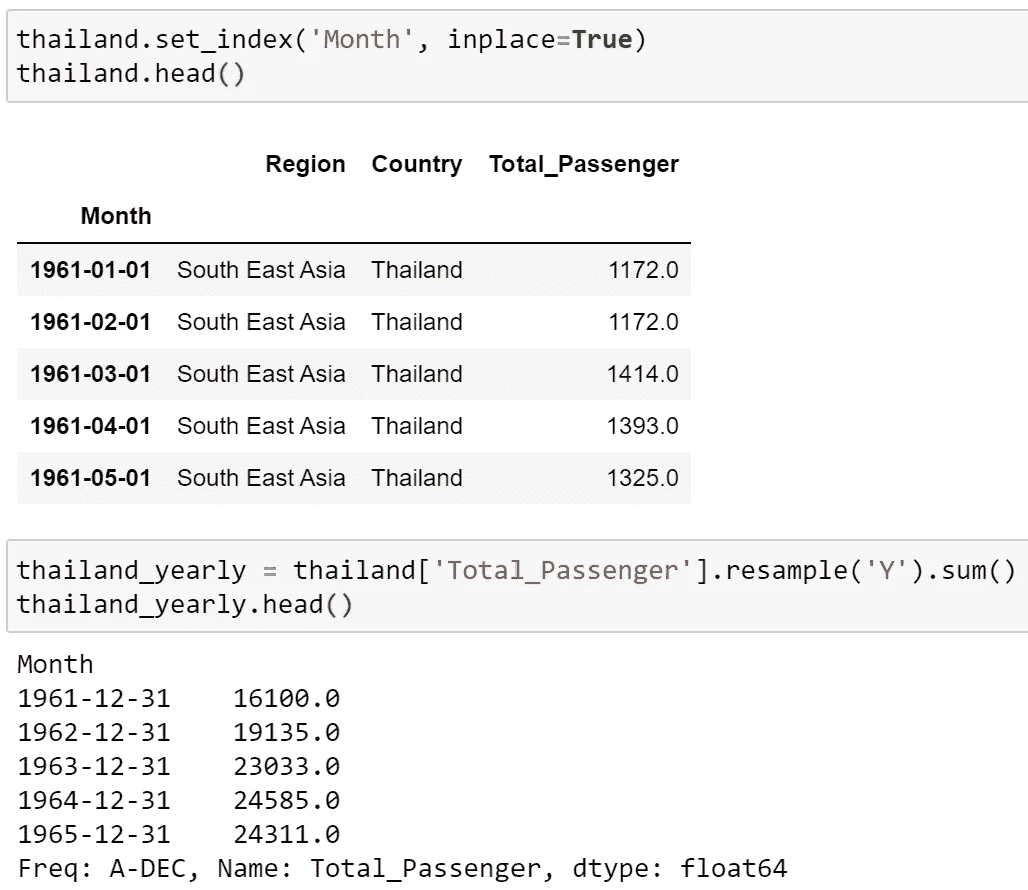 thailand.set_index('Month', inplace=True)
thailand.head()
Region Country Total_Passenger
Month
1961-01-01 South East Asia Thailand 1172.0
1961-02-01 South East Asia Thailand 1172.0
1961-03-01 South East Asia Thailand 1414.0
1961-04-01 South East Asia Thailand 1393.0
1961-05-01 South East Asia Thailand 1325.0
thailand_yearly = thailand['Total_Passenger'].resample('Y').sum()
thailand_yearly.head()
Month
1961-12-31    16100.0
1962-12-31    19135.0
1963-12-31    23033.0
1964-12-31    24585.0
1965-12-31    24311.0
Freq: A-DEC, Name: Total_Passenger, dtype: float64